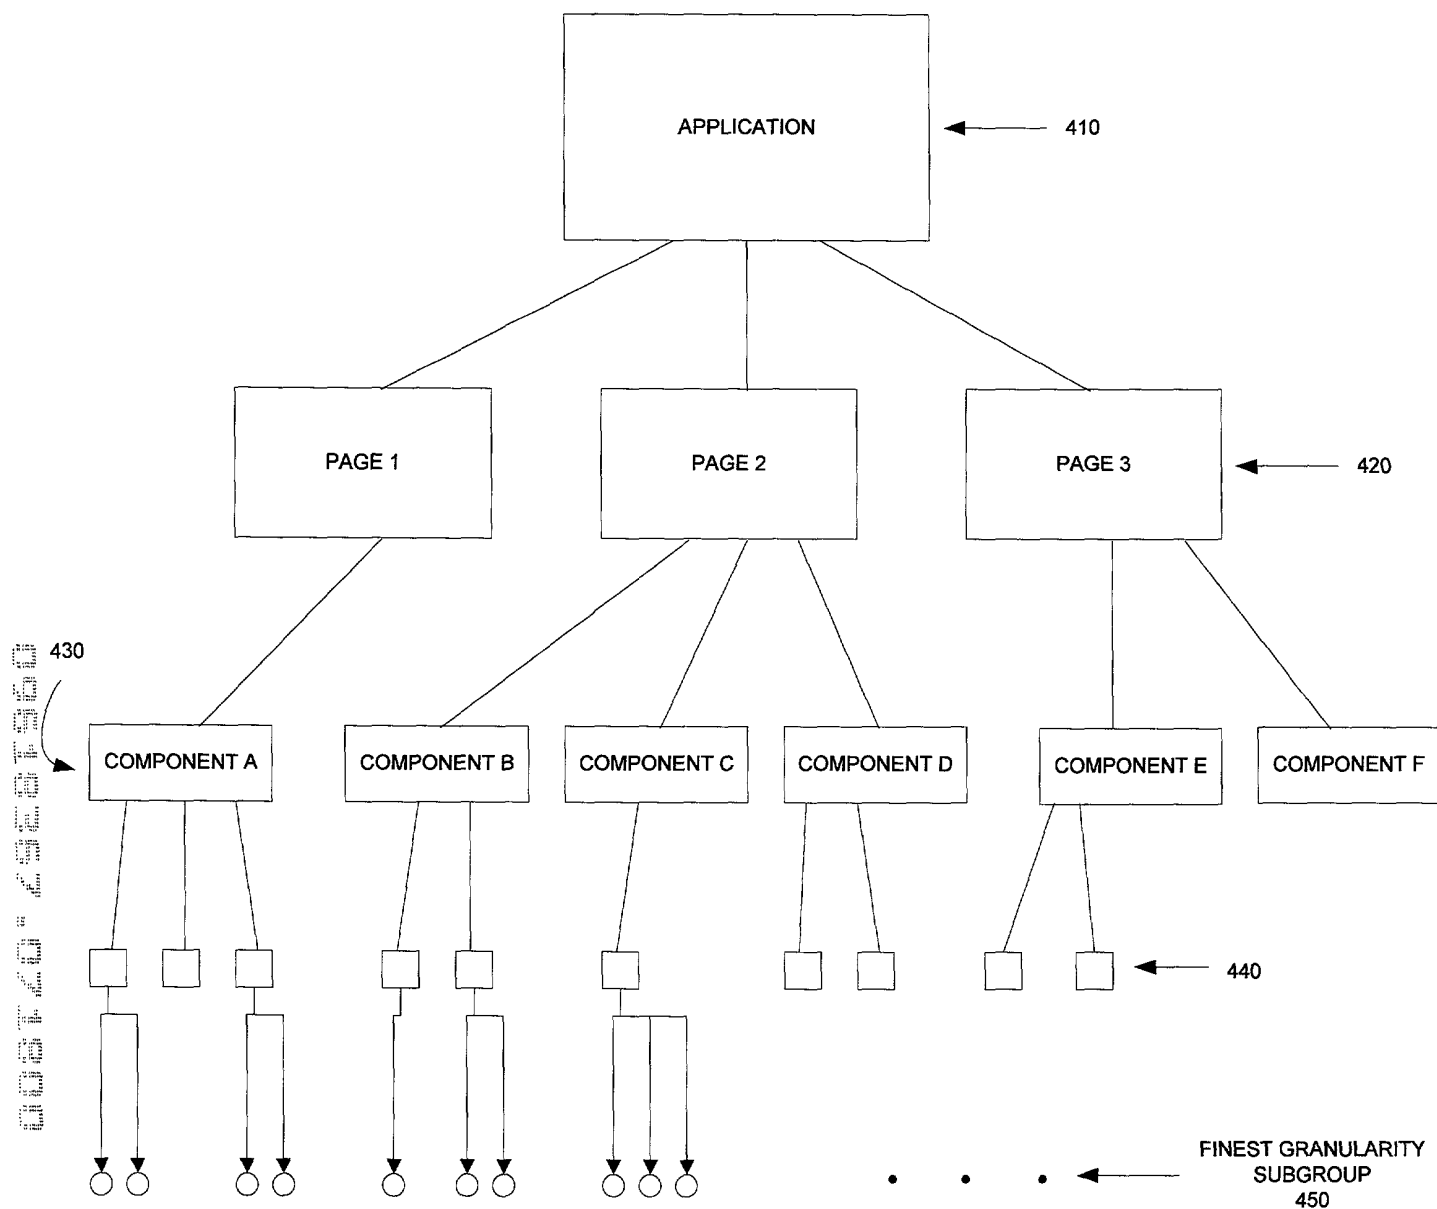 APPLICATION
410
PAGE 1
PAGE 2
PAGE 3
420
430
COMPONENT A
COMPONENT B
COMPONENT C
COMPONENT D
COMPONENT E
COMPONENT F
440
FINEST GRANULARITY
SUBGROUP
450